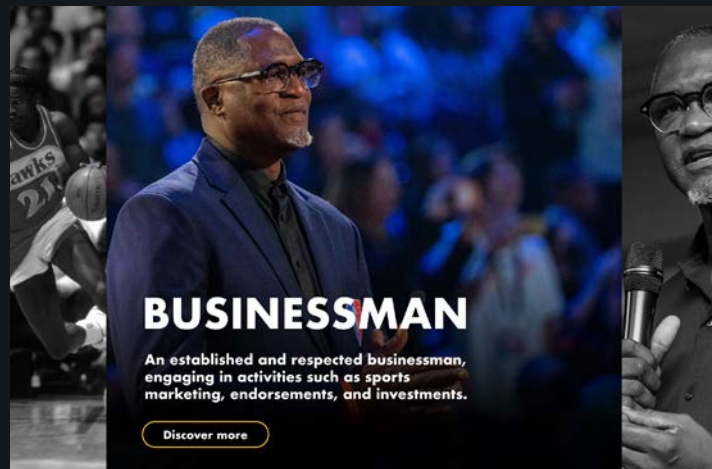 awks
21
BUSINESSMAN
An established and respected businessman,
engaging in activities such as sports
marketing, endorsements, and investments.
Discover more